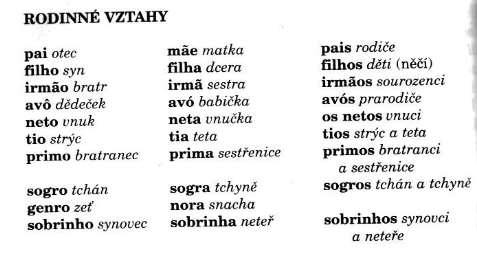 RODINNÉ VZTAHY
pai otec
filho syn
irmão bratr
avô dědeček
neto vnuk
tio strýc
primo bratranec
sogro tchán
genro zeť
sobrinho synovec
mãe matka
filha dcera
irmã sestra
avó babička
neta vnučka
tia teta
prima sestřenice
sogra tchyně
nora snacha
sobrinha neteř
pais rodiče
filhos děti (něčí)
irmãos sourozenci
avós prarodiče
os netos vnuci
tios strýc a teta
primos bratranci
a sestřenice
sogros tchán a tchyně
sobrinhos synovci
a neteře